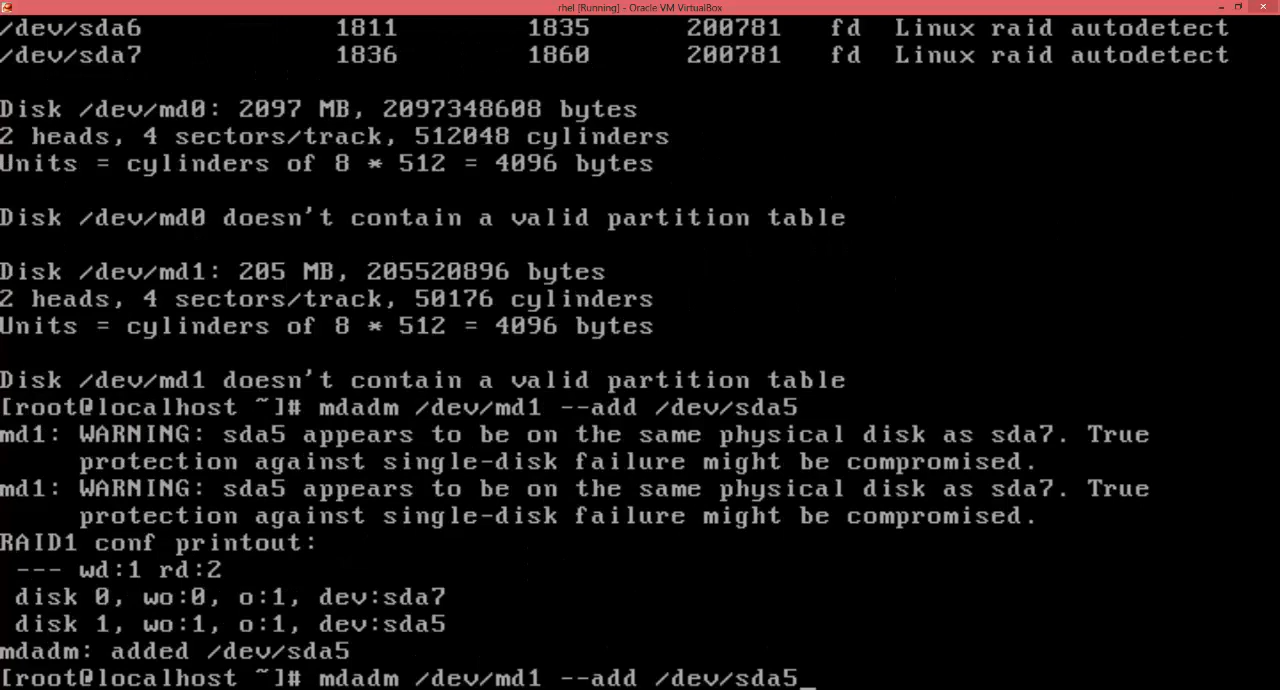 rhel [Running] - Oracle VM VirtualBox
/dev/sda6 1811 1835 200781 fd Linux raid autodetect
/dev/sda7 1836 1860 200781 fd Linux raid autodetect
Disk /dev/md0: 2097 MB, 2097348608 bytes
2 heads, 4 sectors/track, 512048 cylinders
Units = cylinders of 8 * 512 = 4096 bytes
Disk /dev/md0 doesn't contain a valid partition table
Disk /dev/md1: 205 MB, 205520896 bytes
2 heads, 4 sectors/track, 50176 cylinders
Units = cylinders of 8 * 512 = 4096 bytes
Disk /dev/md1 doesn't contain a valid partition table
[root@localhost ~]# mdadm /dev/md1 --add /dev/sda5
md1: WARNING: sda5 appears to be on the same physical disk as sda7. True
protection against single-disk failure might be compromised.
md1: WARNING: sda5 appears to be on the same physical disk as sda7. True
protection against single-disk failure might be compromised.
RAID1 conf printout:
--- wd:1 rd:2
disk 0, wo:0, o:1, dev:sda7
disk 1, wo:1, o:1, dev:sda5
mdadm: added /dev/sda5
[root@localhost ~]# mdadm /dev/md1 --add /dev/sda5_